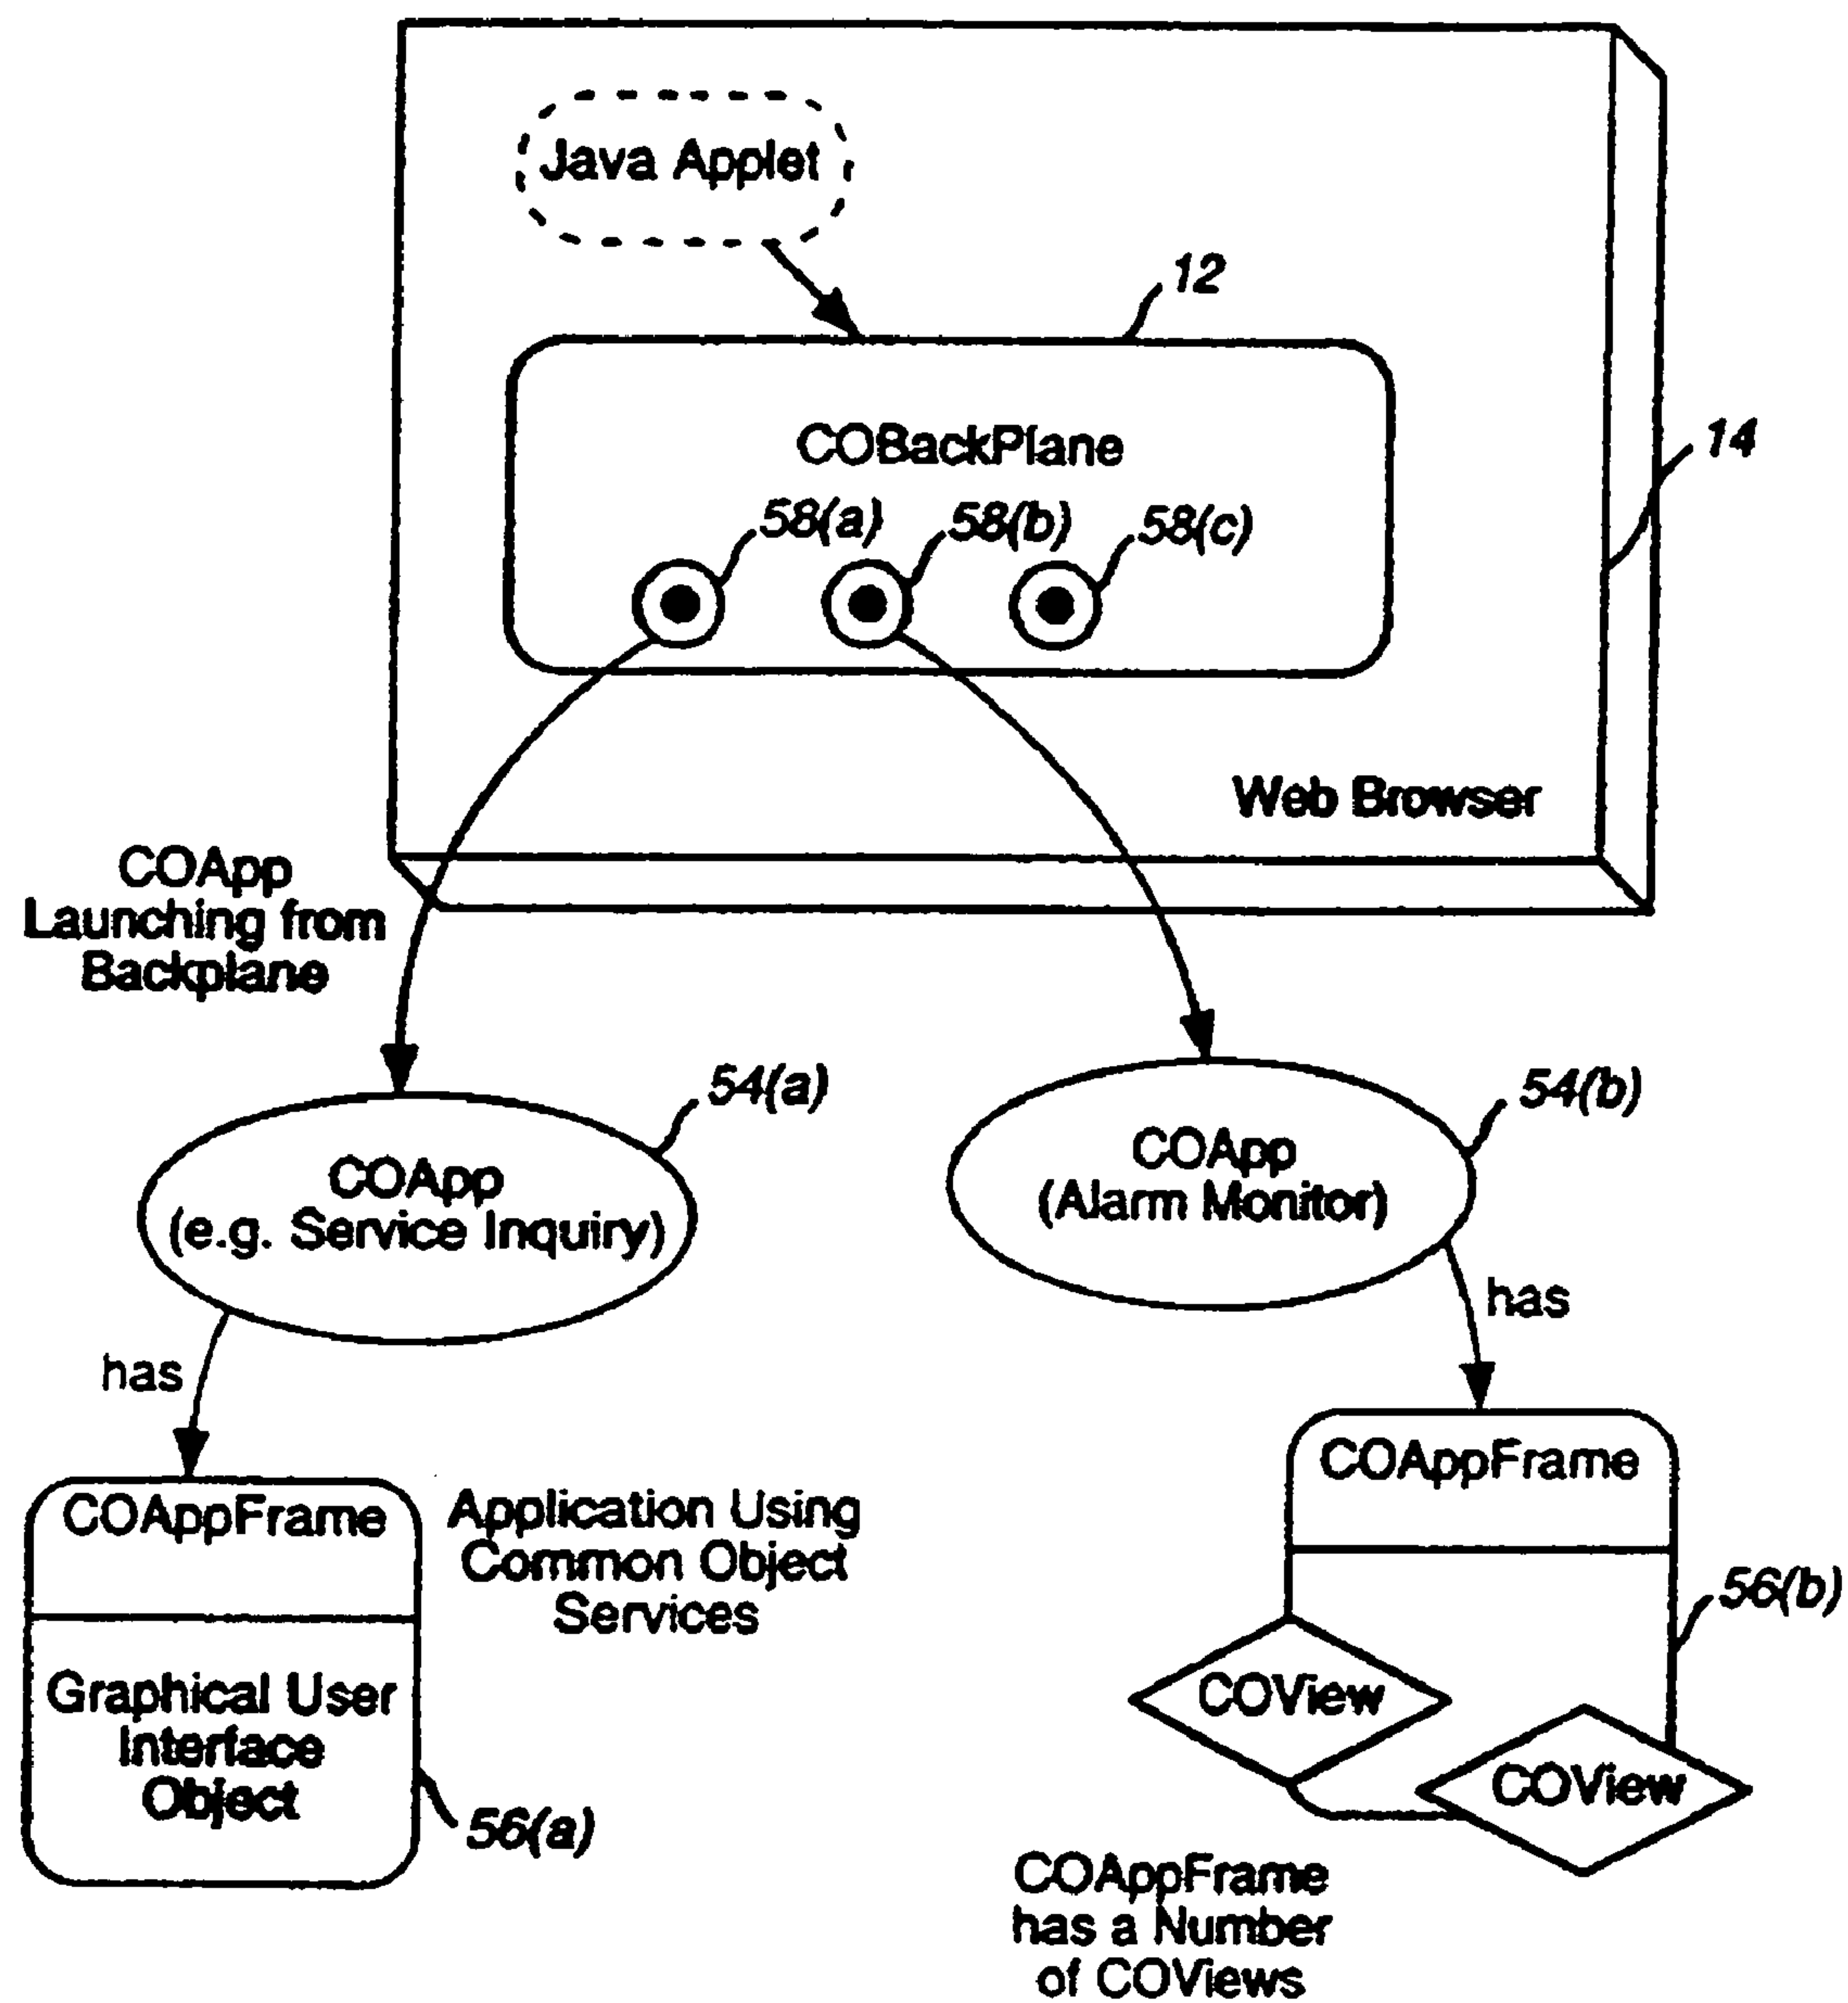 Java Applet
12
COBackPlane
14
58(a)
58(b)
58(c)
Web Browser
COApp
Launching from
Backplane
54(a)
54(b)
COApp
(e.g. Service Inquiry)
COApp
(Alarm Monitor)
has
has
COAppFrame
Graphical User
Interface
Object
56(a)
Application Using
Common Object
Services
COAppFrame
56(b)
COView
COView
COAppFrame
has a Number
of COViews